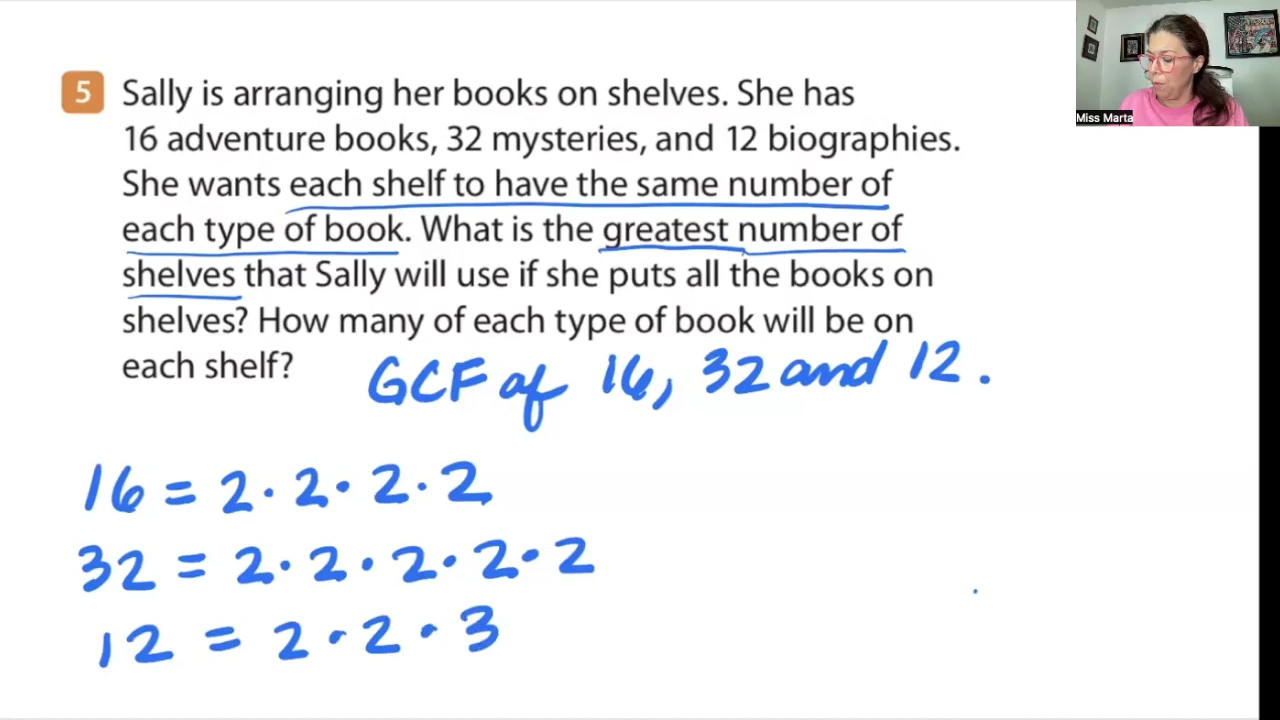 5 Sally is arranging her books on shelves. She has
16 adventure books, 32 mysteries, and 12 biographies.
She wants each shelf to have the same number of
each type of book. What is the greatest number of
shelves that Sally will use if she puts all the books on
shelves? How many of each type of book will be on
each shelf?
GCF of 16, 32 and 12.
16 = 2 · 2 · 2 · 2
32 = 2 · 2 · 2 · 2 · 2
12 = 2 · 2 · 3
Miss Marta